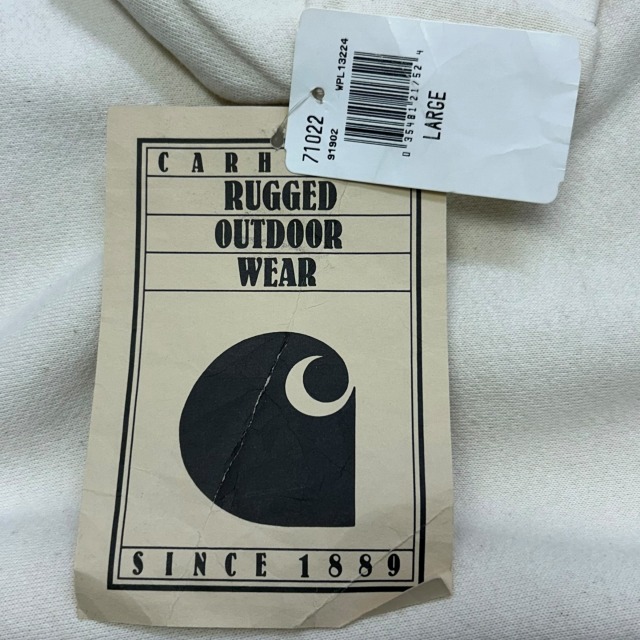 WPL13224
71022
91902
0 35481 21752 4
LARGE
CARH
RUGGED
OUTDOOR
WEAR
SINCE 1889